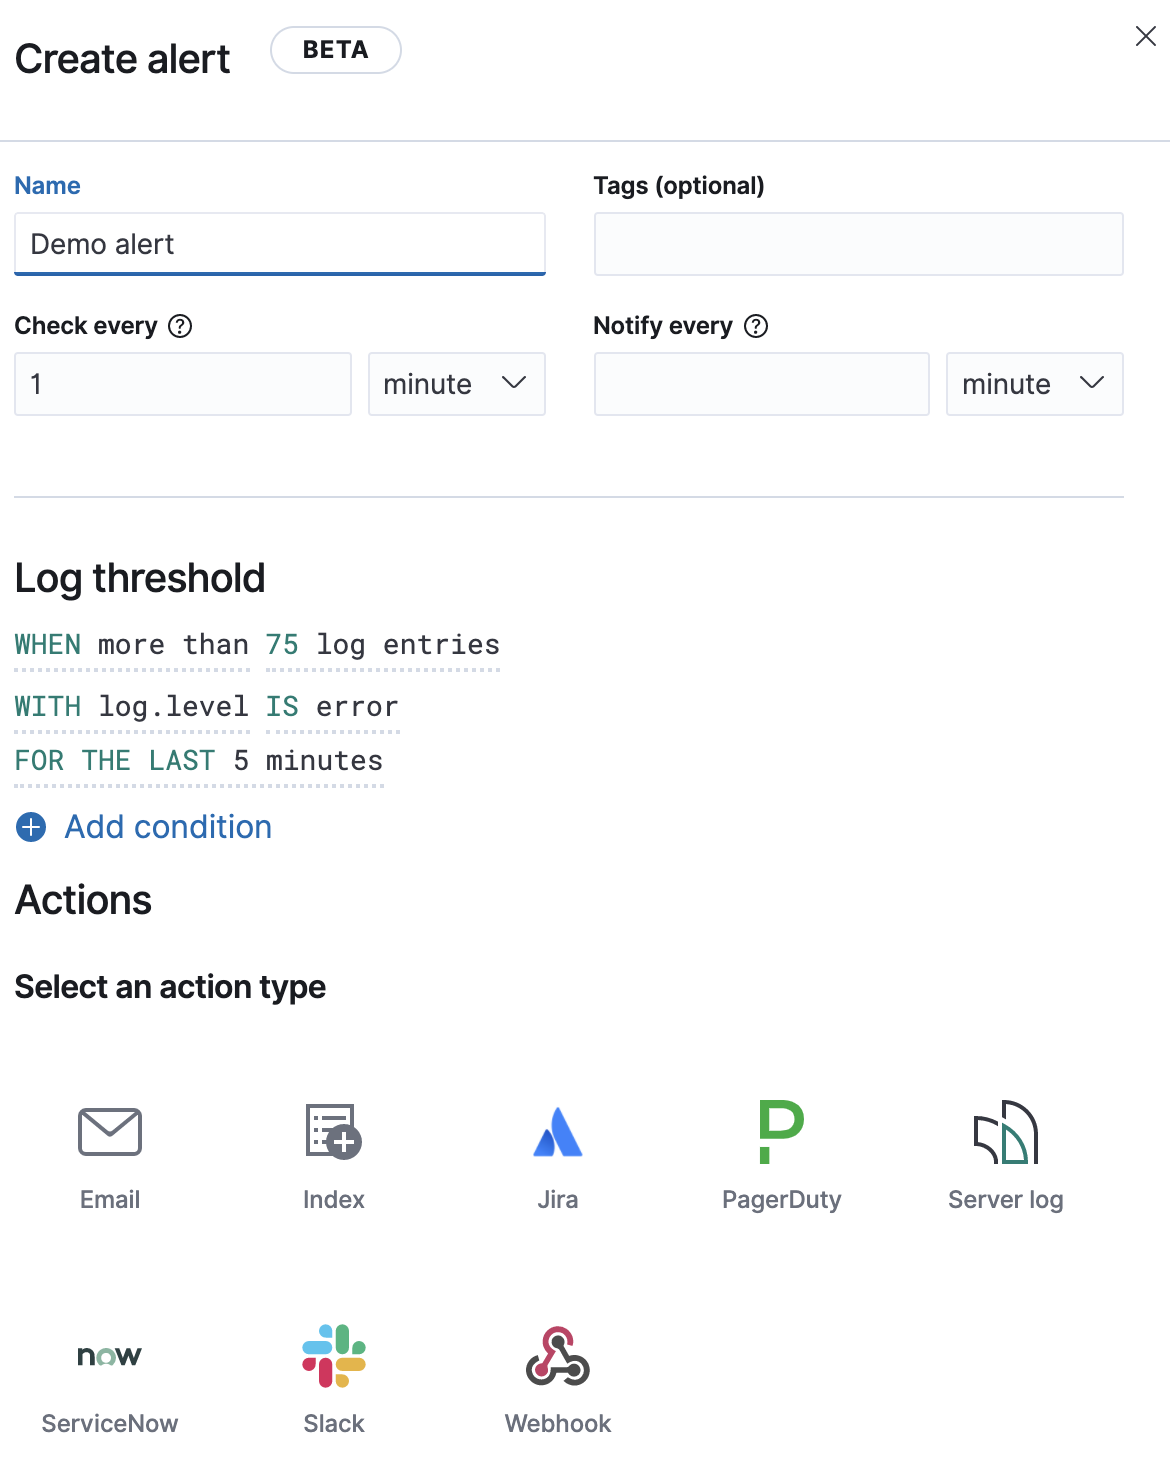 Create alert BETA
Name
Tags (optional)
Demo alert
Check every
Notify every
1 minute
minute
Log threshold
WHEN more than 75 log entries
WITH log.level IS error
FOR THE LAST 5 minutes
Add condition
Actions
Select an action type
Email Index Jira PagerDuty Server log
now
ServiceNow Slack Webhook